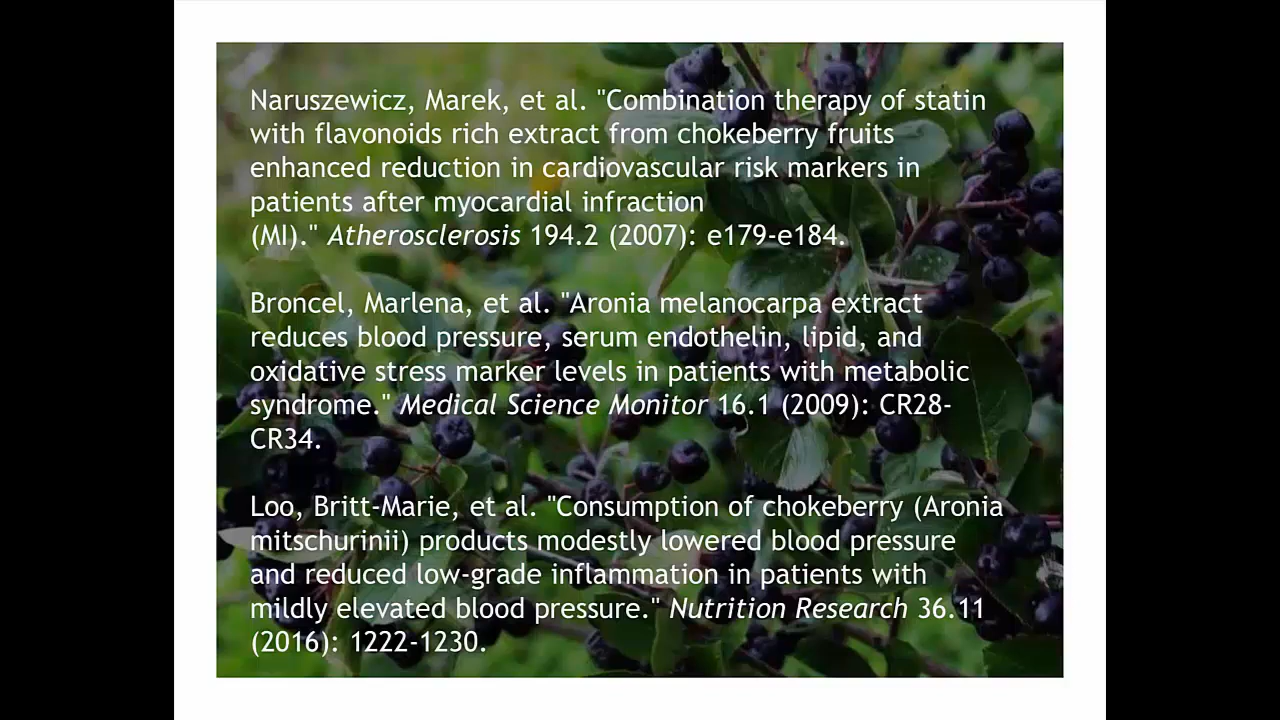 Naruszewicz, Marek, et al. "Combination therapy of statin
with flavonoids rich extract from chokeberry fruits
enhanced reduction in cardiovascular risk markers in
patients after myocardial infraction
(MI)." Atherosclerosis 194.2 (2007): e179-e184.
Broncel, Marlena, et al. "Aronia melanocarpa extract
reduces blood pressure, serum endothelin, lipid, and
oxidative stress marker levels in patients with metabolic
syndrome." Medical Science Monitor 16.1 (2009): CR28-
CR34.
Loo, Britt-Marie, et al. "Consumption of chokeberry (Aronia
mitschurinii) products modestly lowered blood pressure
and reduced low-grade inflammation in patients with
mildly elevated blood pressure." Nutrition Research 36.11
(2016): 1222-1230.